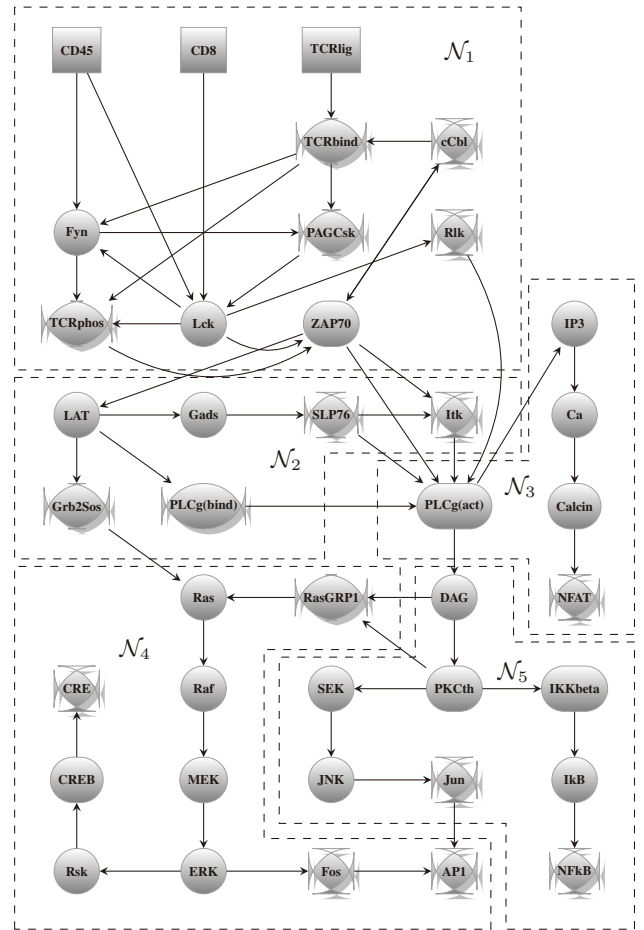 CD45 CD8 TCRlig 𝒩1
TCRbind cCbl
Fyn PAGCsk Rlk
TCRphos Lck ZAP70 IP3
LAT Gads SLP76 Itk Ca
𝒩2 𝒩3
Grb2Sos PLCg(bind) PLCg(act) Calcin
Ras RasGRP1 DAG NFAT
𝒩4 𝒩5
CRE Raf SEK PKCth IKKbeta
CREB MEK JNK Jun IkB
Rsk ERK Fos AP1 NFkB